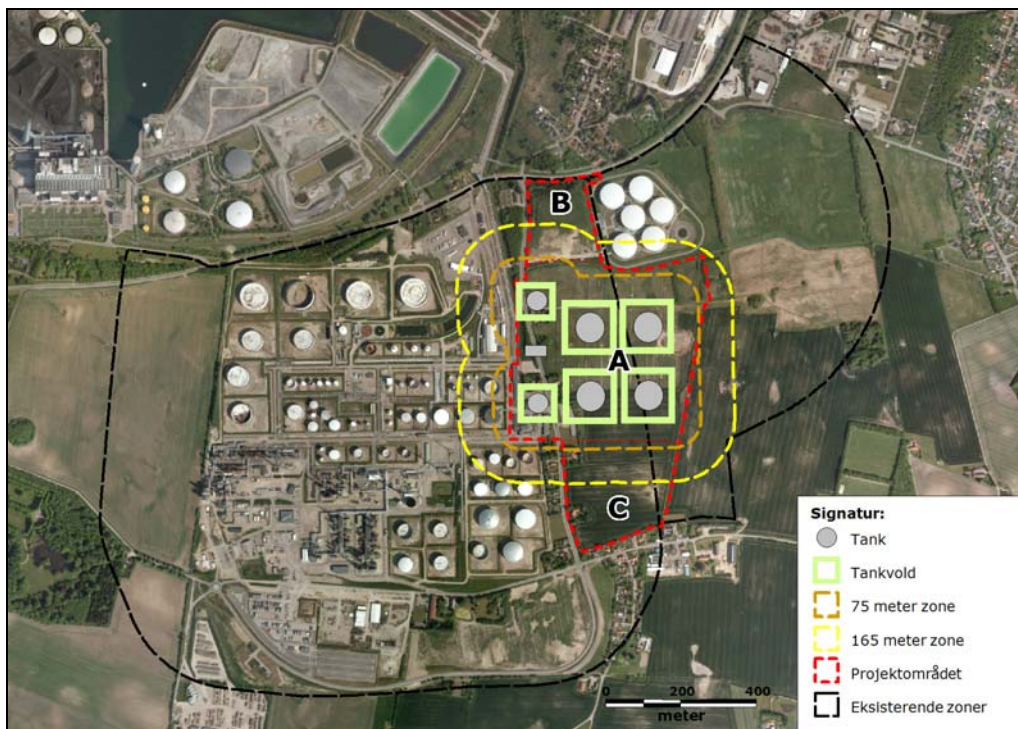 B
A
C
Signatur:
Tank
Tankvold
75 meter zone
165 meter zone
Projektområdet
Eksisterende zoner
0 200 400
meter